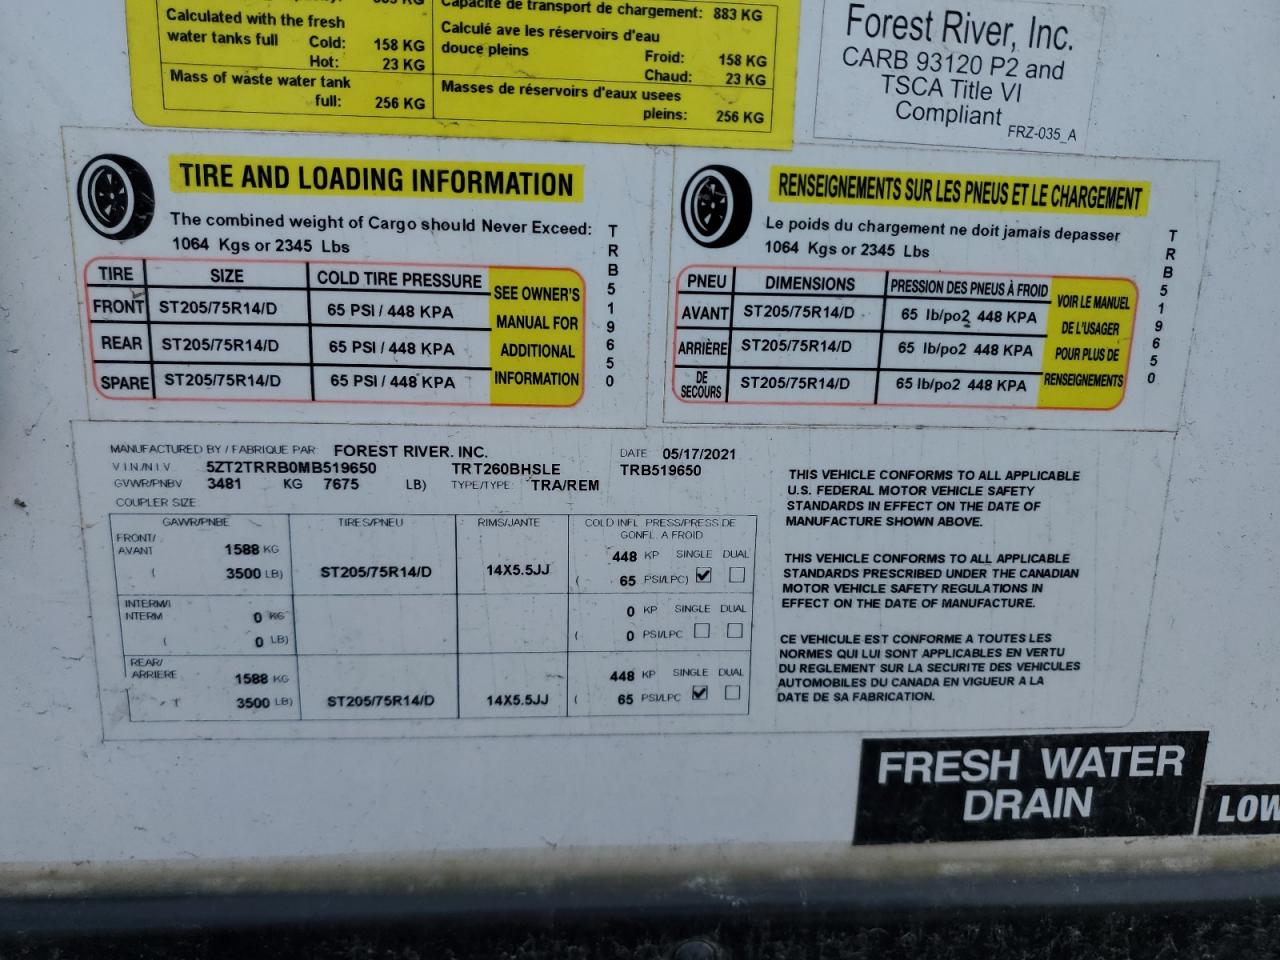 Calculated with the fresh
water tanks full Cold: 158 KG
Hot: 23 KG
Mass of waste water tank
full: 256 KG
Capacité de transport de chargement: 883 KG
Calculé ave les réservoirs d'eau
douce pleins Froid: 158 KG
Chaud: 23 KG
Masses de réservoirs d'eaux usees
pleins: 256 KG
Forest River, Inc.
CARB 93120 P2 and
TSCA Title VI
Compliant
FRZ-035_A
TIRE AND LOADING INFORMATION
The combined weight of Cargo should Never Exceed:
1064 Kgs or 2345 Lbs
TIRE SIZE COLD TIRE PRESSURE
FRONT ST205/75R14/D 65 PSI / 448 KPA
REAR ST205/75R14/D 65 PSI / 448 KPA
SPARE ST205/75R14/D 65 PSI / 448 KPA
SEE OWNER'S
MANUAL FOR
ADDITIONAL
INFORMATION
TRB519650
RENSEIGNEMENTS SUR LES PNEUS ET LE CHARGEMENT
Le poids du chargement ne doit jamais depasser
1064 Kgs or 2345 Lbs
PNEU DIMENSIONS PRESSION DES PNEUS À FROID
AVANT ST205/75R14/D 65 lb/po2 448 KPA
ARRIÈRE ST205/75R14/D 65 lb/po2 448 KPA
DE
SECOURS ST205/75R14/D 65 lb/po2 448 KPA
VOIR LE MANUEL
DE L'USAGER
POUR PLUS DE
RENSEIGNEMENTS
TRB519650
MANUFACTURED BY / FABRIQUE PAR: FOREST RIVER, INC. DATE 05/17/2021
V I N / N I V 5ZT2TRRB0MB519650 TRT260BHSLE TRB519650
GVWR/PNBV 3481 KG 7675 LB) TYPE/TYPE: TRA/REM
COUPLER SIZE:
GAWR/PNBE TIRES/PNEU RIMS/JANTE COLD INFL. PRESS/PRESS DE
GONFL. A FROID
FRONT/
AVANT 1588 KG 448 KP SINGLE DUAL
( 3500 LB) ST205/75R14/D 14X5.5JJ ( 65 PSI/LPC)
INTERM/I
INTERM 0 KG 0 KP SINGLE DUAL
( 0 LB) ( 0 PSI/LPC
REAR/
ARRIERE 1588 KG 448 KP SINGLE DUAL
3500 LB) ST205/75R14/D 14X5.5JJ ( 65 PSI/LPC
THIS VEHICLE CONFORMS TO ALL APPLICABLE
U.S. FEDERAL MOTOR VEHICLE SAFETY
STANDARDS IN EFFECT ON THE DATE OF
MANUFACTURE SHOWN ABOVE.
THIS VEHICLE CONFORMS TO ALL APPLICABLE
STANDARDS PRESCRIBED UNDER THE CANADIAN
MOTOR VEHICLE SAFETY REGULATIONS IN
EFFECT ON THE DATE OF MANUFACTURE.
CE VEHICULE EST CONFORME A TOUTES LES
NORMES QUI LUI SONT APPLICABLES EN VERTU
DU REGLEMENT SUR LA SECURITE DES VEHICULES
AUTOMOBILES DU CANADA EN VIGUEUR A LA
DATE DE SA FABRICATION.
FRESH WATER
DRAIN
LOW